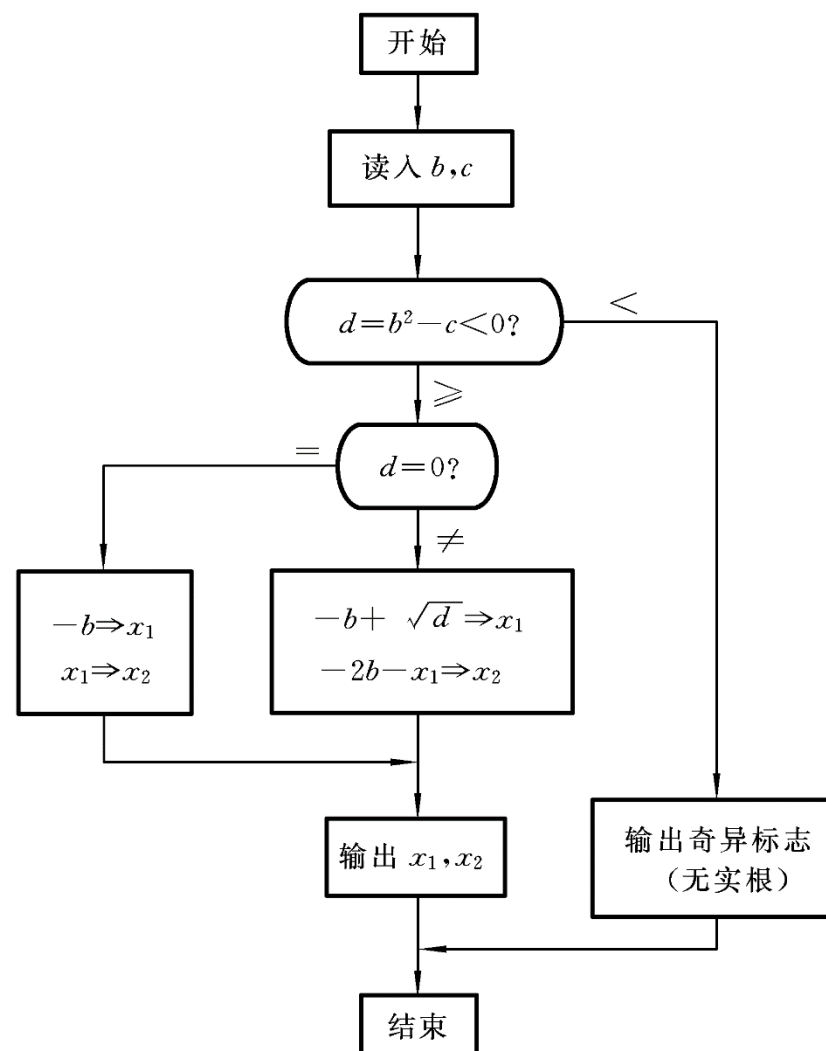 开始
读入 b,c
d=b²-c<0?
<
≥
d=0?
=
≠
-b⇒x₁
x₁⇒x₂
-b+ √d⇒x₁
-2b-x₁⇒x₂
输出 x₁,x₂
输出奇异标志
(无实根)
结束